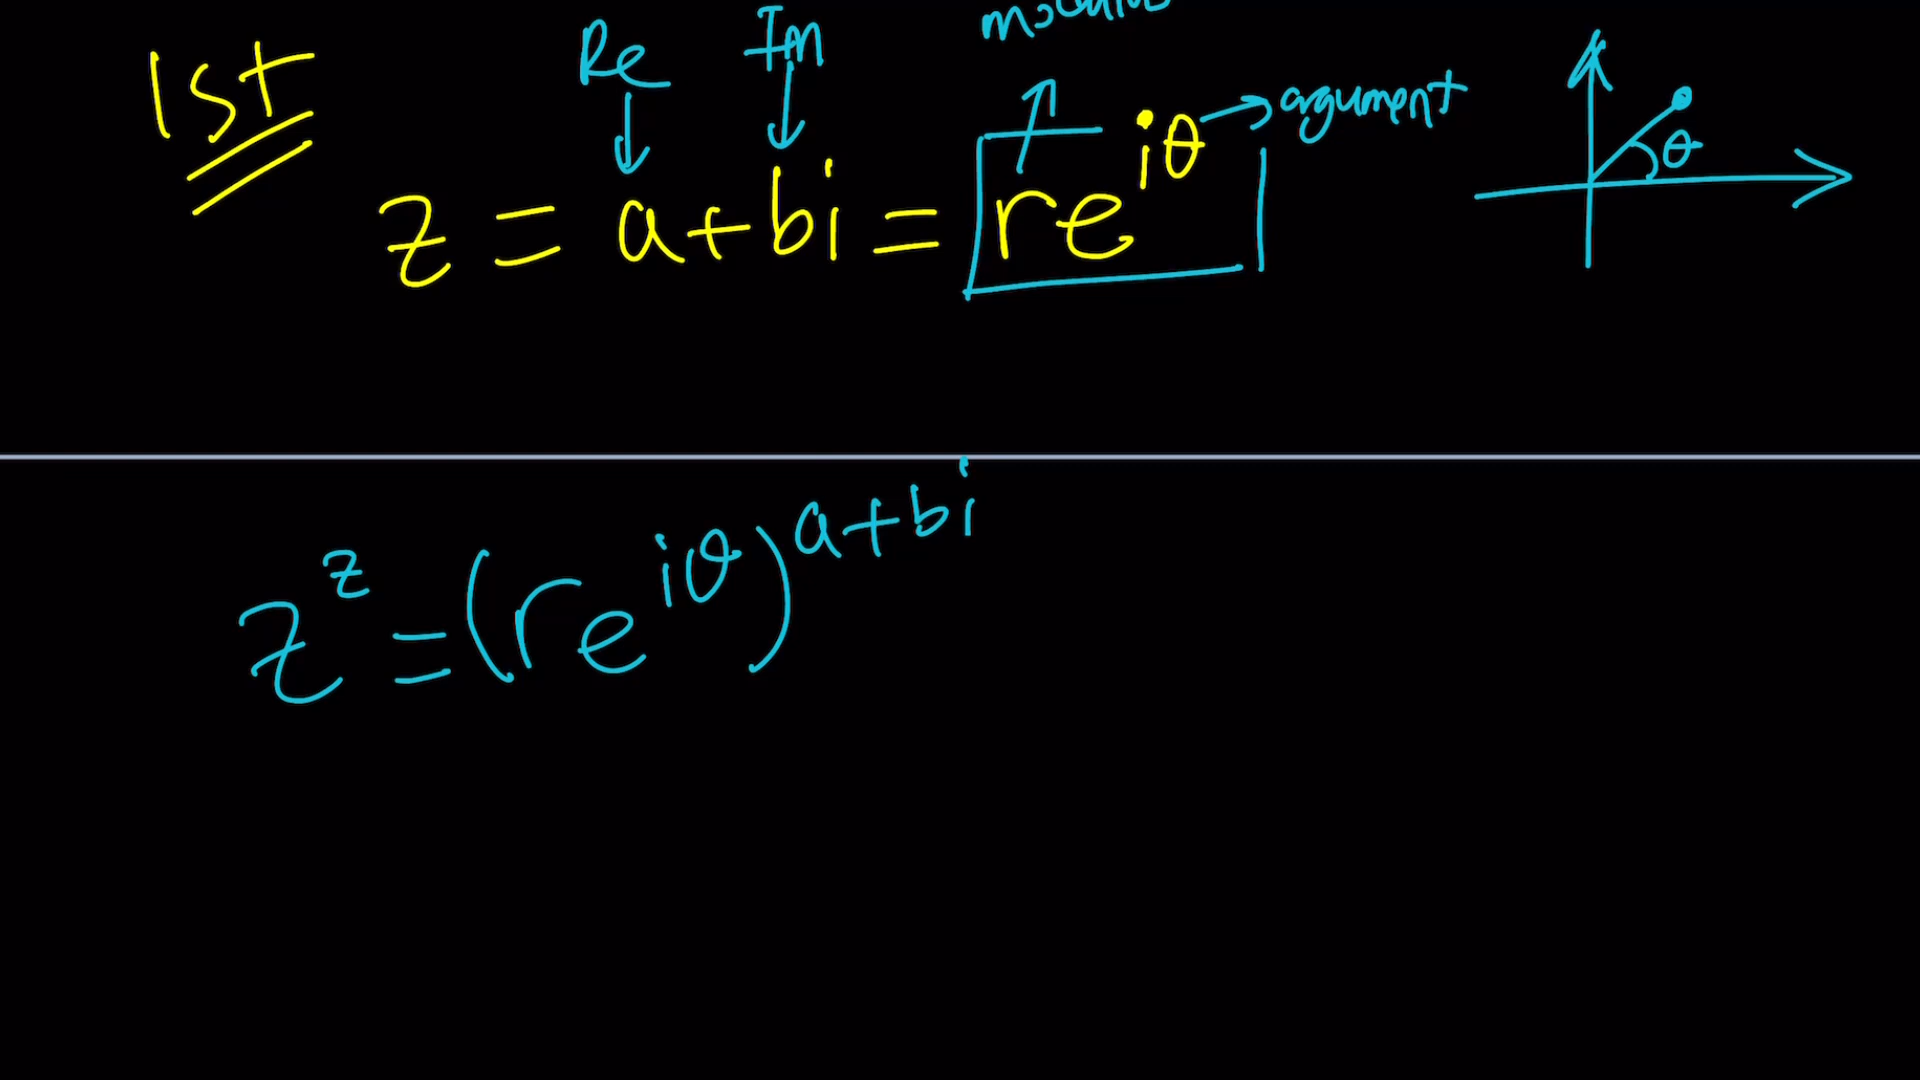 1st
Re Im
argument
z = a+bi = re^{iθ}
θ
z^z = (re^{iθ})^{a+bi}